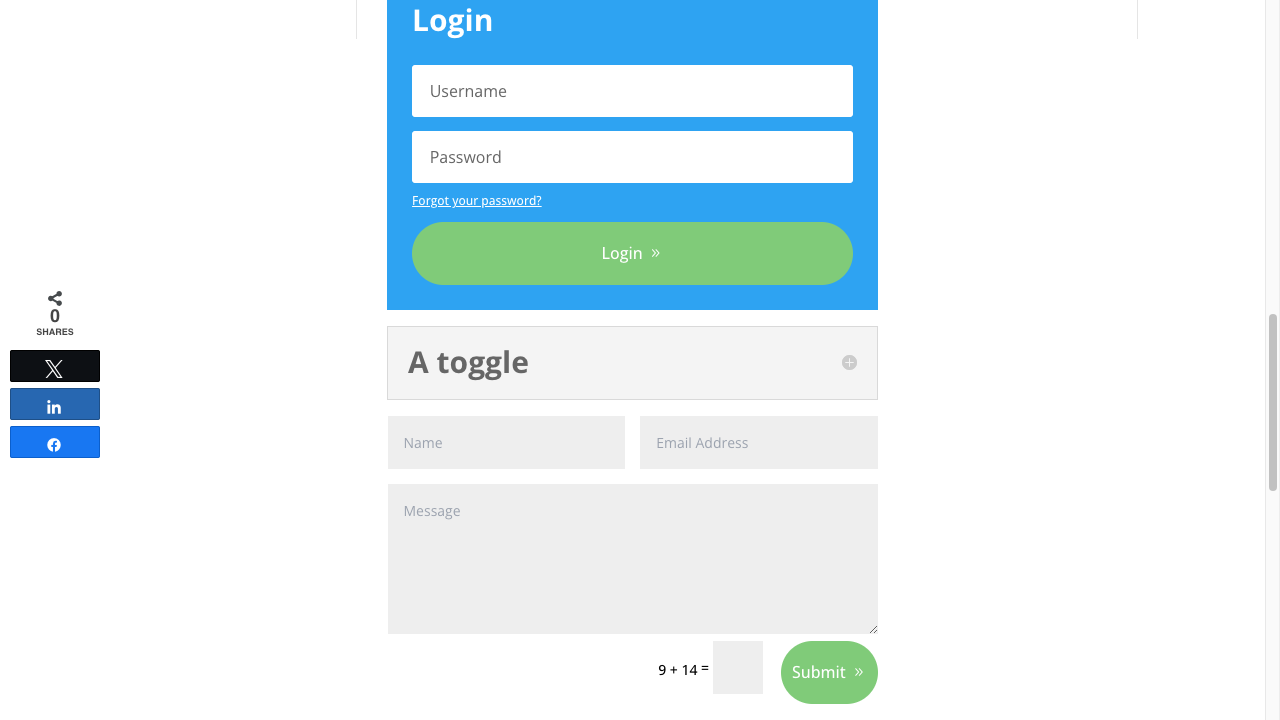 Login
Username
Password
Forgot your password?
Login »
0
SHARES
A toggle
Name
Email Address
Message
9 + 14 =
Submit »